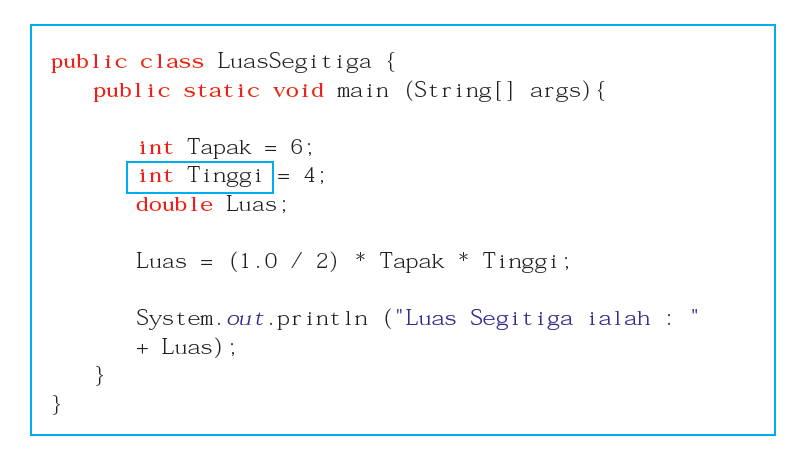 public class LuasSegitiga {
public static void main (String[] args){
int Tapak = 6;
int Tinggi = 4;
double Luas;
Luas = (1.0 / 2) * Tapak * Tinggi;
System.out.println ("Luas Segitiga ialah : "
+ Luas);
}
}